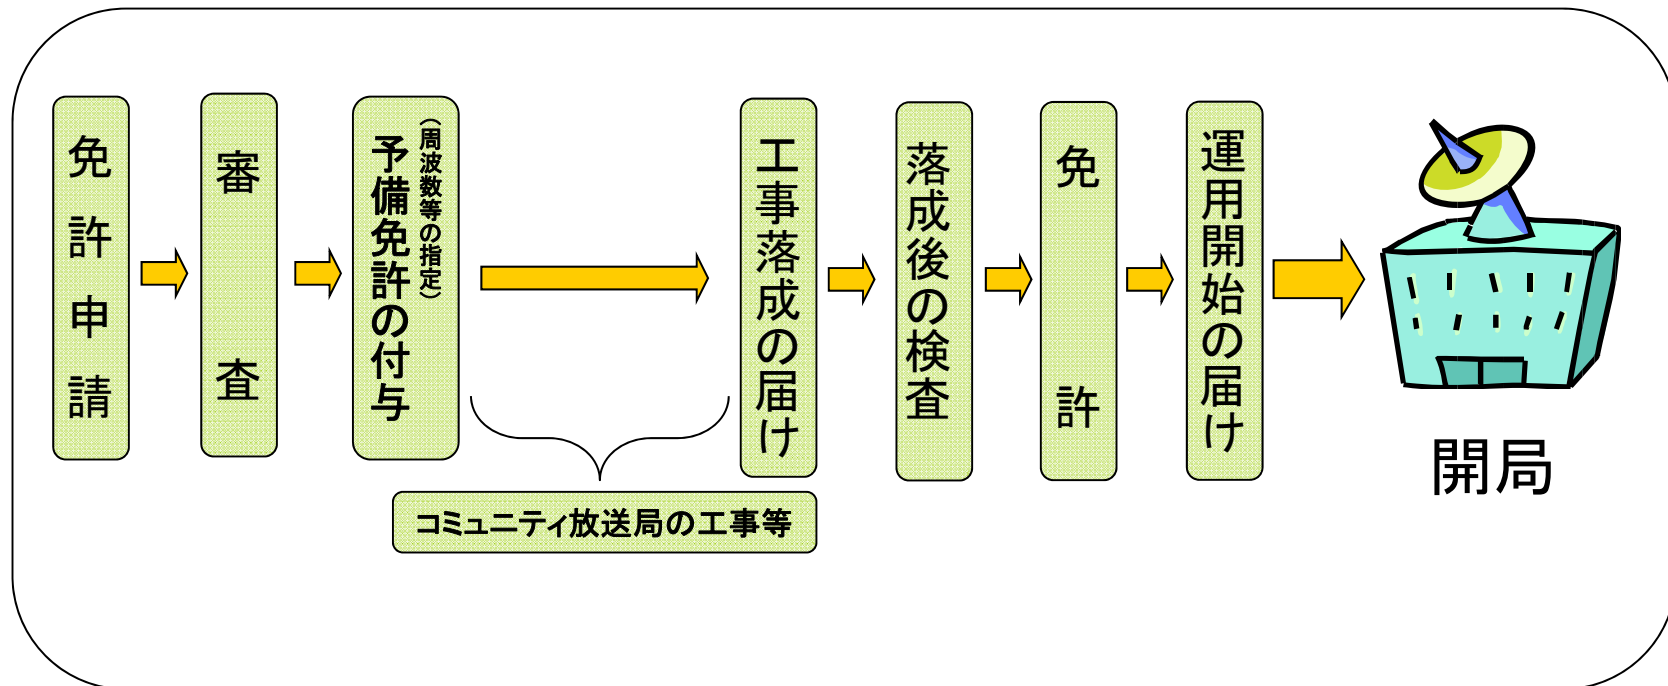 免許申請
審査
予備免許の付与
（周波数等の指定）
コミュニティ放送局の工事等
工事落成の届け
落成後の検査
免許
運用開始の届け
開局